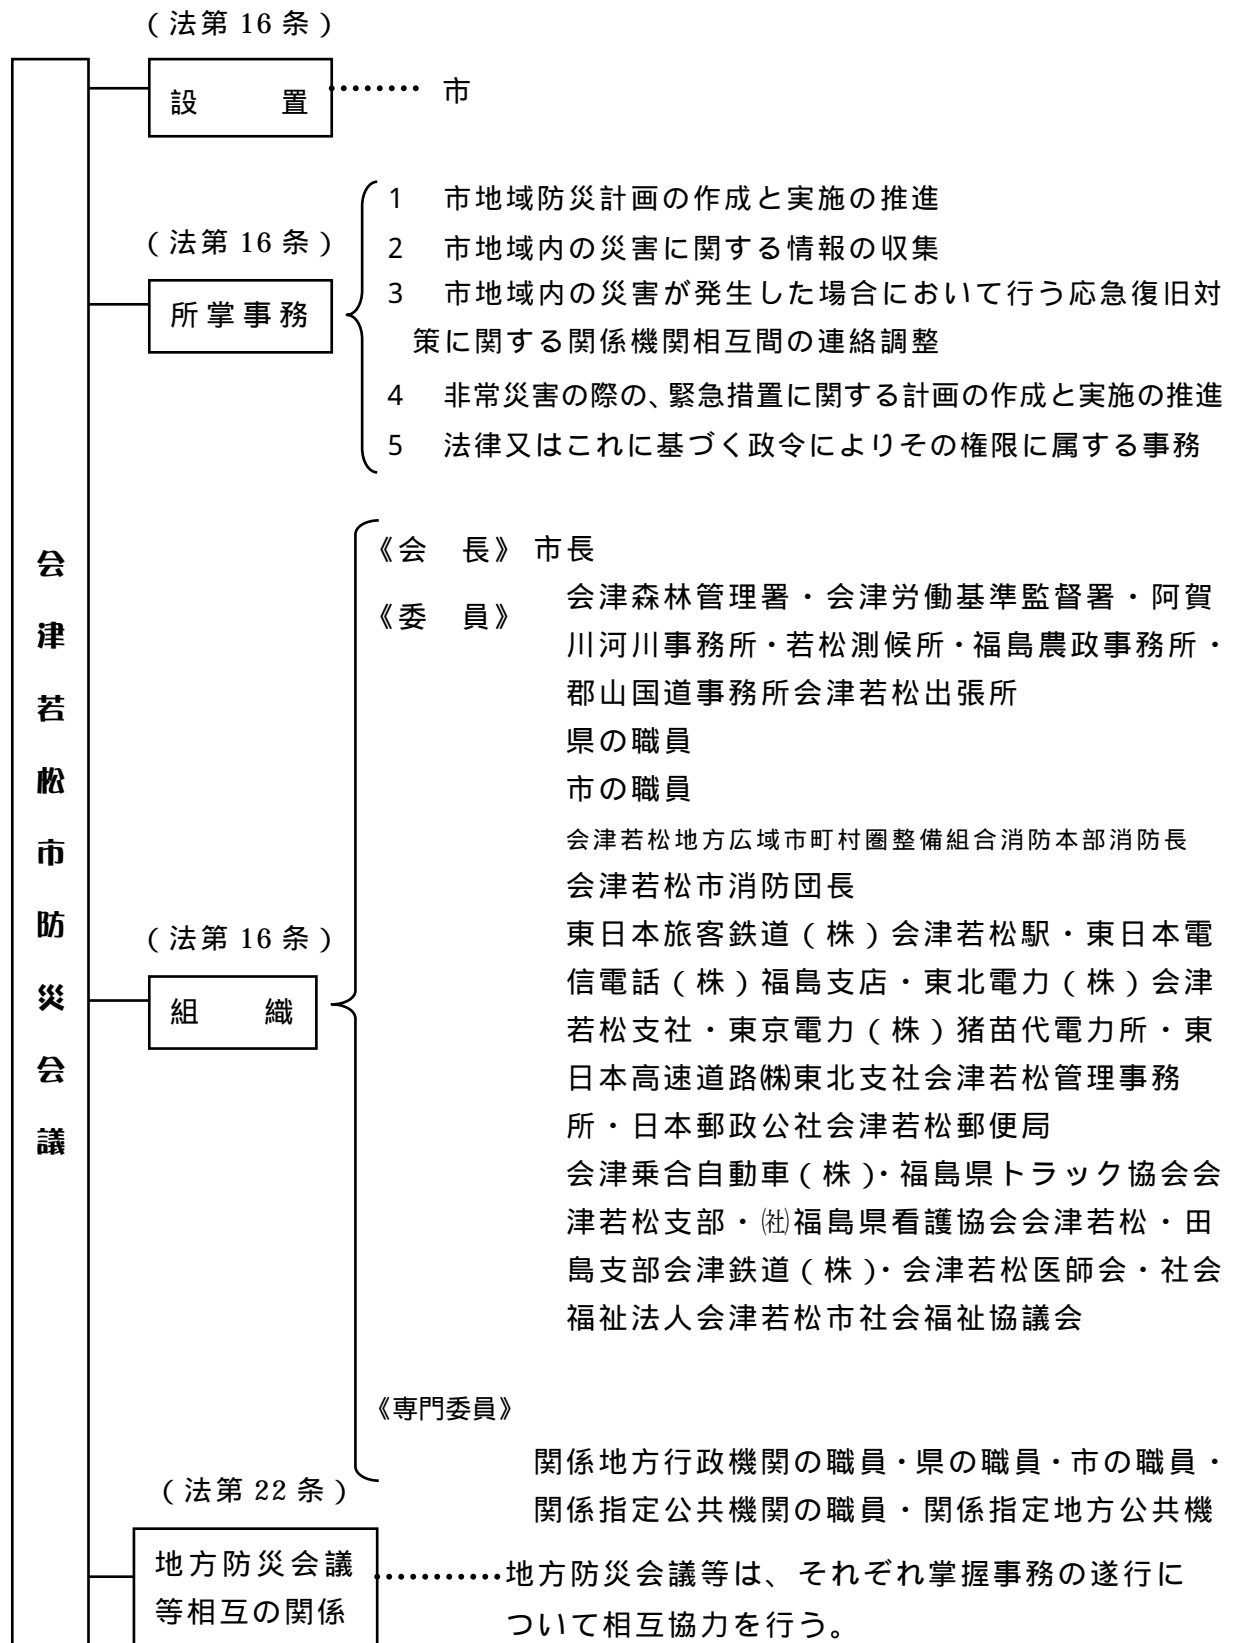 (法第 16 条)
設　　置 ‥‥‥‥ 市
1　市地域防災計画の作成と実施の推進
(法第 16 条)
2　市地域内の災害に関する情報の収集
所掌事務
3　市地域内の災害が発生した場合において行う応急復旧対
策に関する関係機関相互間の連絡調整
4　非常災害の際の、緊急措置に関する計画の作成と実施の推進
5　法律又はこれに基づく政令によりその権限に属する事務
会津若松市防災会議
(法第 16 条)
組　　織
《会　長》 市長
《委　員》
会津森林管理署・会津労働基準監督署・阿賀
川河川事務所・若松測候所・福島農政事務所・
郡山国道事務所会津若松出張所
県の職員
市の職員
会津若松地方広域市町村圏整備組合消防本部消防長
会津若松市消防団長
東日本旅客鉄道（株）会津若松駅・東日本電
信電話（株）福島支店・東北電力（株）会津
若松支社・東京電力（株）猪苗代電力所・東
日本高速道路㈱東北支社会津若松管理事務
所・日本郵政公社会津若松郵便局
会津乗合自動車（株）・福島県トラック協会会
津若松支部・㈳福島県看護協会会津若松・田
島支部会津鉄道（株）・会津若松医師会・社会
福祉法人会津若松市社会福祉協議会
《専門委員》
関係地方行政機関の職員・県の職員・市の職員・
関係指定公共機関の職員・関係指定地方公共機
(法第 22 条)
地方防災会議
等相互の関係
‥‥‥‥‥地方防災会議等は、それぞれ掌握事務の遂行に
ついて相互協力を行う。